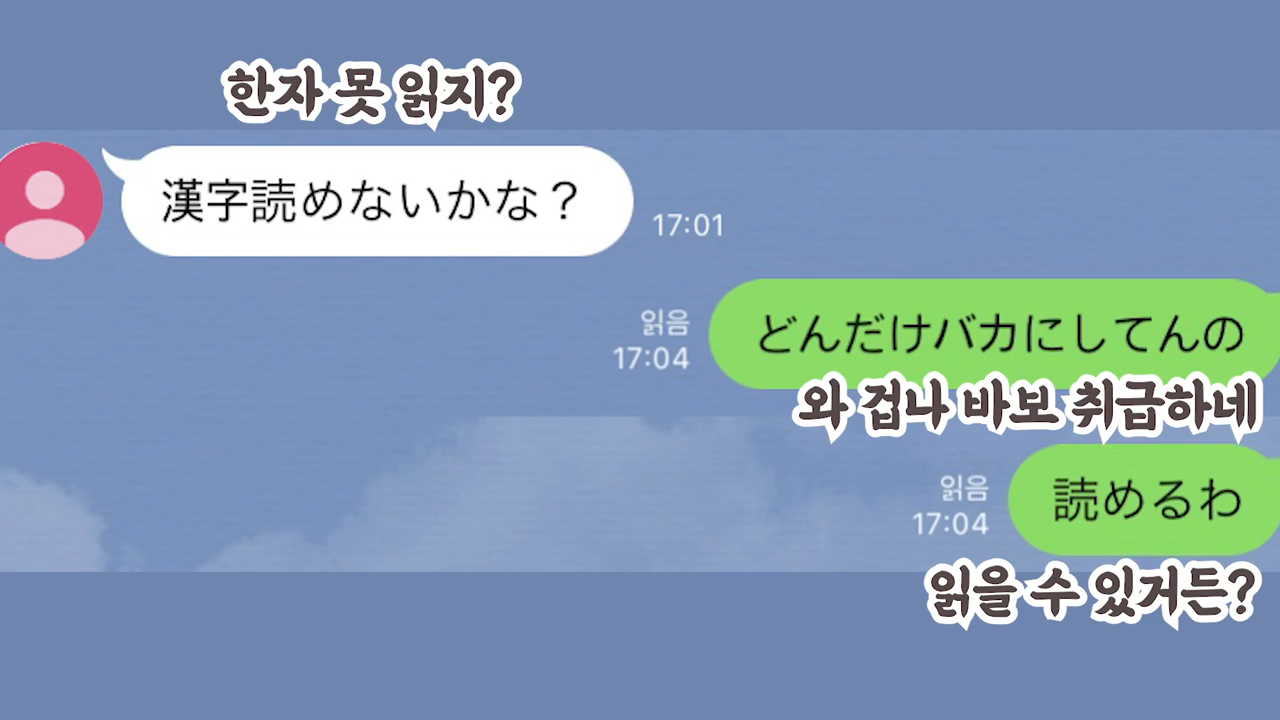 한자 못 읽지?
漢字読めないかな？
17:01
どんだけバカにしてんの
읽음
17:04
와 겁나 바보 취급하네
読めるわ
읽음
17:04
읽을 수 있거든?